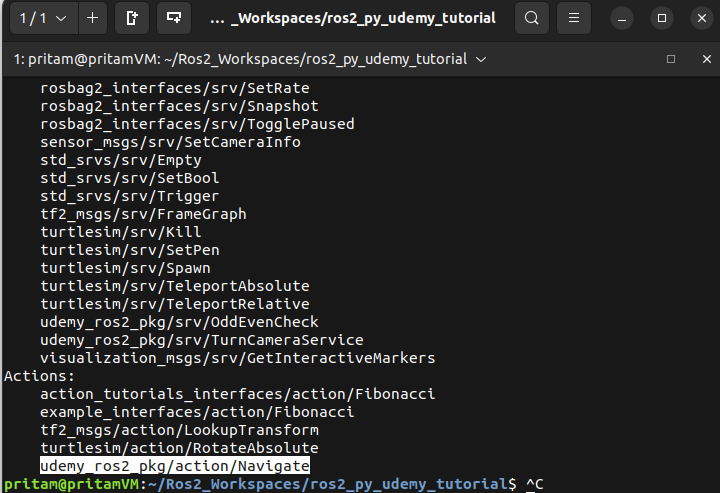 1 / 1
... _Workspaces/ros2_py_udemy_tutorial
1: pritam@pritamVM: ~/Ros2_Workspaces/ros2_py_udemy_tutorial
rosbag2_interfaces/srv/SetRate
rosbag2_interfaces/srv/Snapshot
rosbag2_interfaces/srv/TogglePaused
sensor_msgs/srv/SetCameraInfo
std_srvs/srv/Empty
std_srvs/srv/SetBool
std_srvs/srv/Trigger
tf2_msgs/srv/FrameGraph
turtlesim/srv/Kill
turtlesim/srv/SetPen
turtlesim/srv/Spawn
turtlesim/srv/TeleportAbsolute
turtlesim/srv/TeleportRelative
udemy_ros2_pkg/srv/OddEvenCheck
udemy_ros2_pkg/srv/TurnCameraService
visualization_msgs/srv/GetInteractiveMarkers
Actions:
action_tutorials_interfaces/action/Fibonacci
example_interfaces/action/Fibonacci
tf2_msgs/action/LookupTransform
turtlesim/action/RotateAbsolute
udemy_ros2_pkg/action/Navigate
pritam@pritamVM:~/Ros2_Workspaces/ros2_py_udemy_tutorial$ ^C